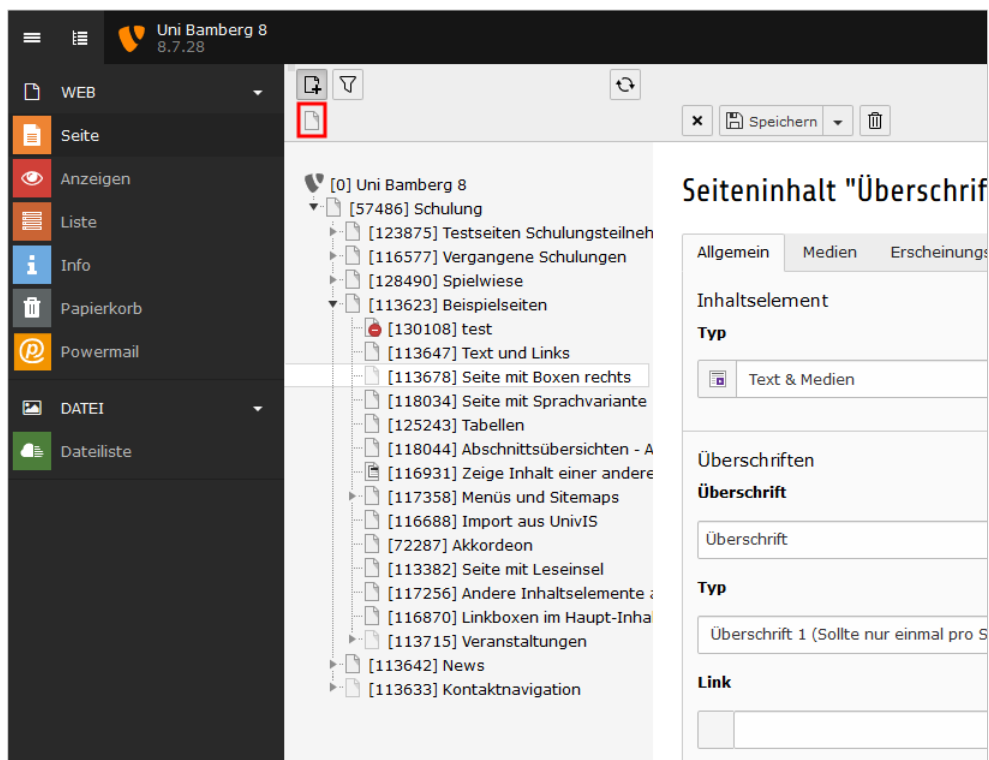 Uni Bamberg 8
8.7.28
WEB
Seite
Anzeigen
Liste
Info
Papierkorb
Powermail
DATEI
Dateiliste
[0] Uni Bamberg 8
[57486] Schulung
[123875] Testseiten Schulungsteilneh
[116577] Vergangene Schulungen
[128490] Spielwiese
[113623] Beispielseiten
[130108] test
[113647] Text und Links
[113678] Seite mit Boxen rechts
[118034] Seite mit Sprachvariante
[125243] Tabellen
[118044] Abschnittsübersichten - A
[116931] Zeige Inhalt einer andere
[117358] Menüs und Sitemaps
[116688] Import aus UnivIS
[72287] Akkordeon
[113382] Seite mit Leseinsel
[117256] Andere Inhaltselemente a
[116870] Linkboxen im Haupt-Inha
[113715] Veranstaltungen
[113642] News
[113633] Kontaktnavigation
Speichern
Seiteninhalt "Überschrif
Allgemein Medien Erscheinungs
Inhaltselement
Typ
Text & Medien
Überschriften
Überschrift
Überschrift
Typ
Überschrift 1 (Sollte nur einmal pro S
Link